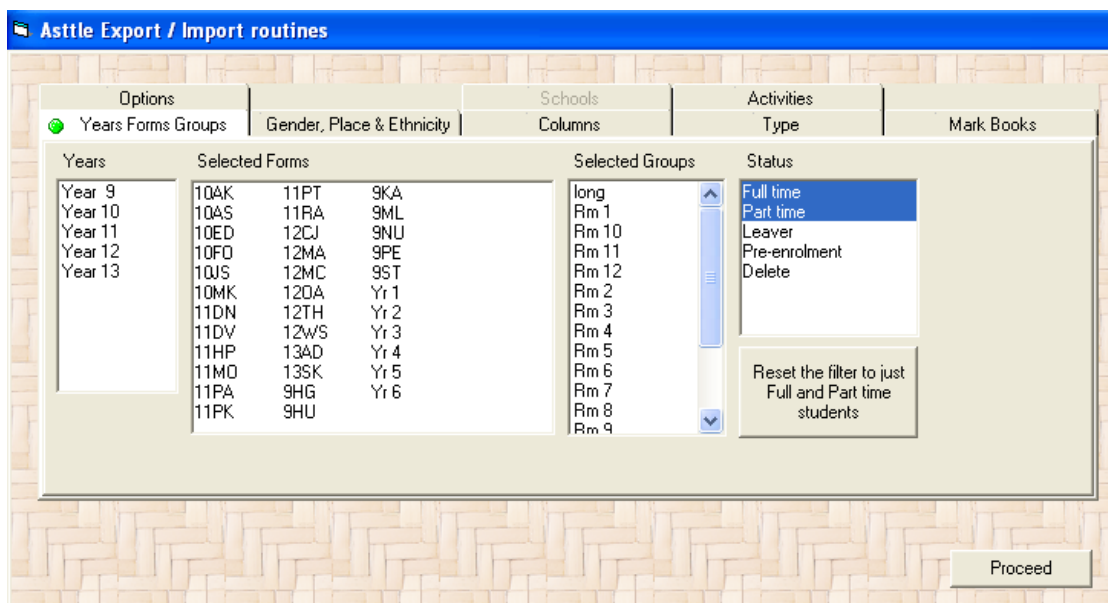 Asttle Export / Import routines
Options Schools Activities
Years Forms Groups Gender, Place & Ethnicity Columns Type Mark Books
Years Selected Forms Selected Groups Status
Year 9
Year 10
Year 11
Year 12
Year 13
10AK 11PT 9KA
10AS 11RA 9ML
10ED 12CJ 9NU
10FO 12MA 9PE
10JS 12MC 9ST
10MK 12OA Yr 1
11DN 12TH Yr 2
11DV 12WS Yr 3
11HP 13AD Yr 4
11MO 13SK Yr 5
11PA 9HG Yr 6
11PK 9HU
long
Rm 1
Rm 10
Rm 11
Rm 12
Rm 2
Rm 3
Rm 4
Rm 5
Rm 6
Rm 7
Rm 8
Rm 9
Full time
Part time
Leaver
Pre-enrolment
Delete
Reset the filter to just
Full and Part time
students
Proceed